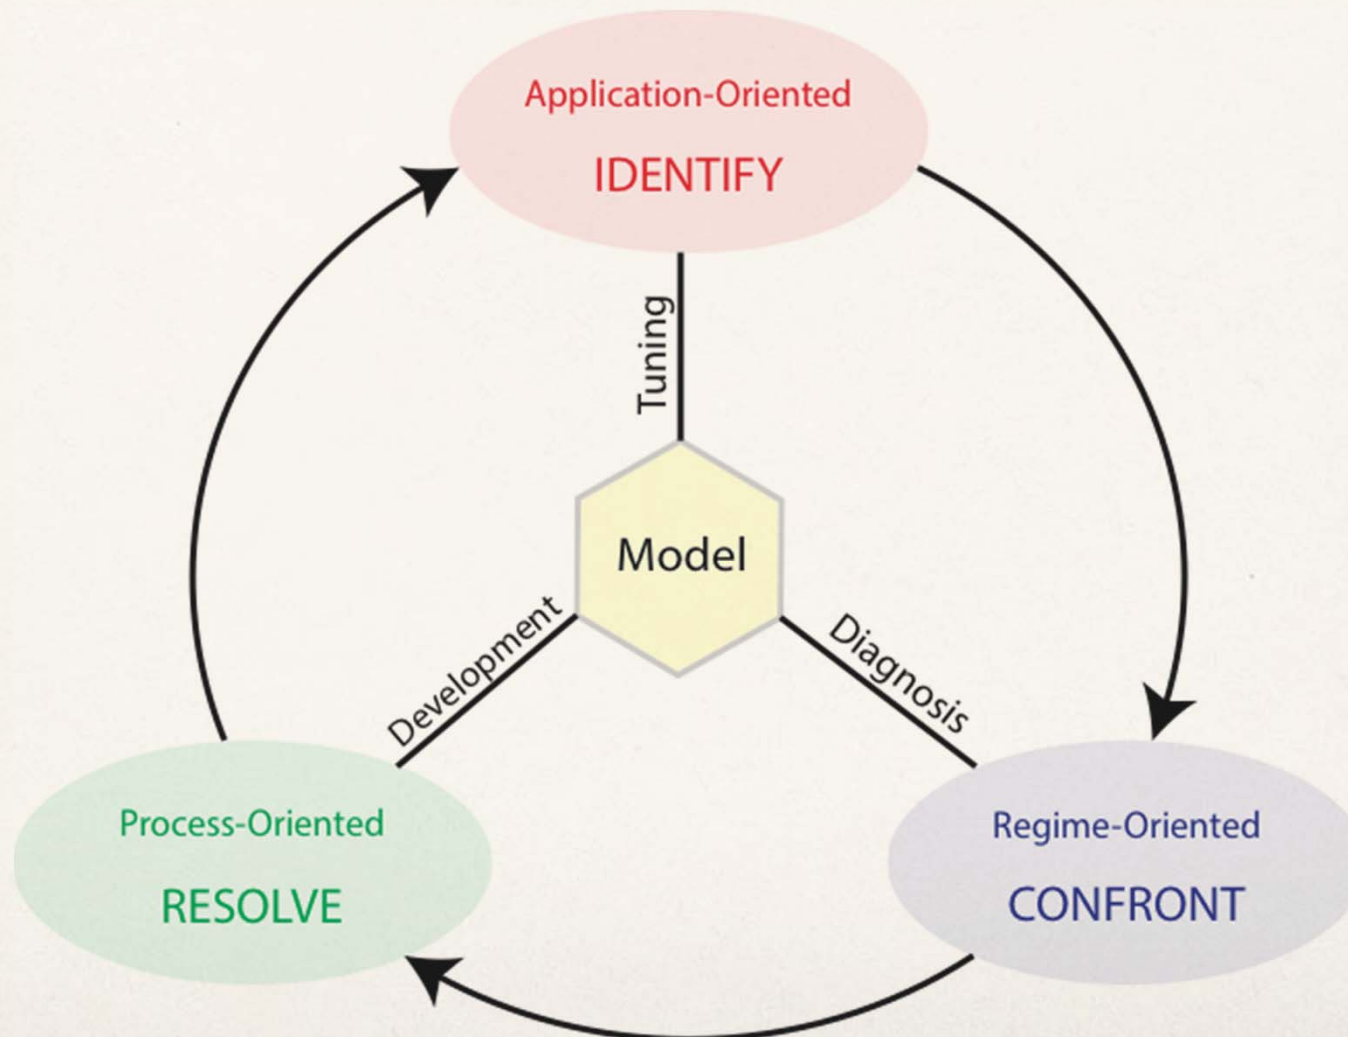 Application-Oriented
IDENTIFY
Tuning
Model
Development
Diagnosis
Process-Oriented
RESOLVE
Regime-Oriented
CONFRONT